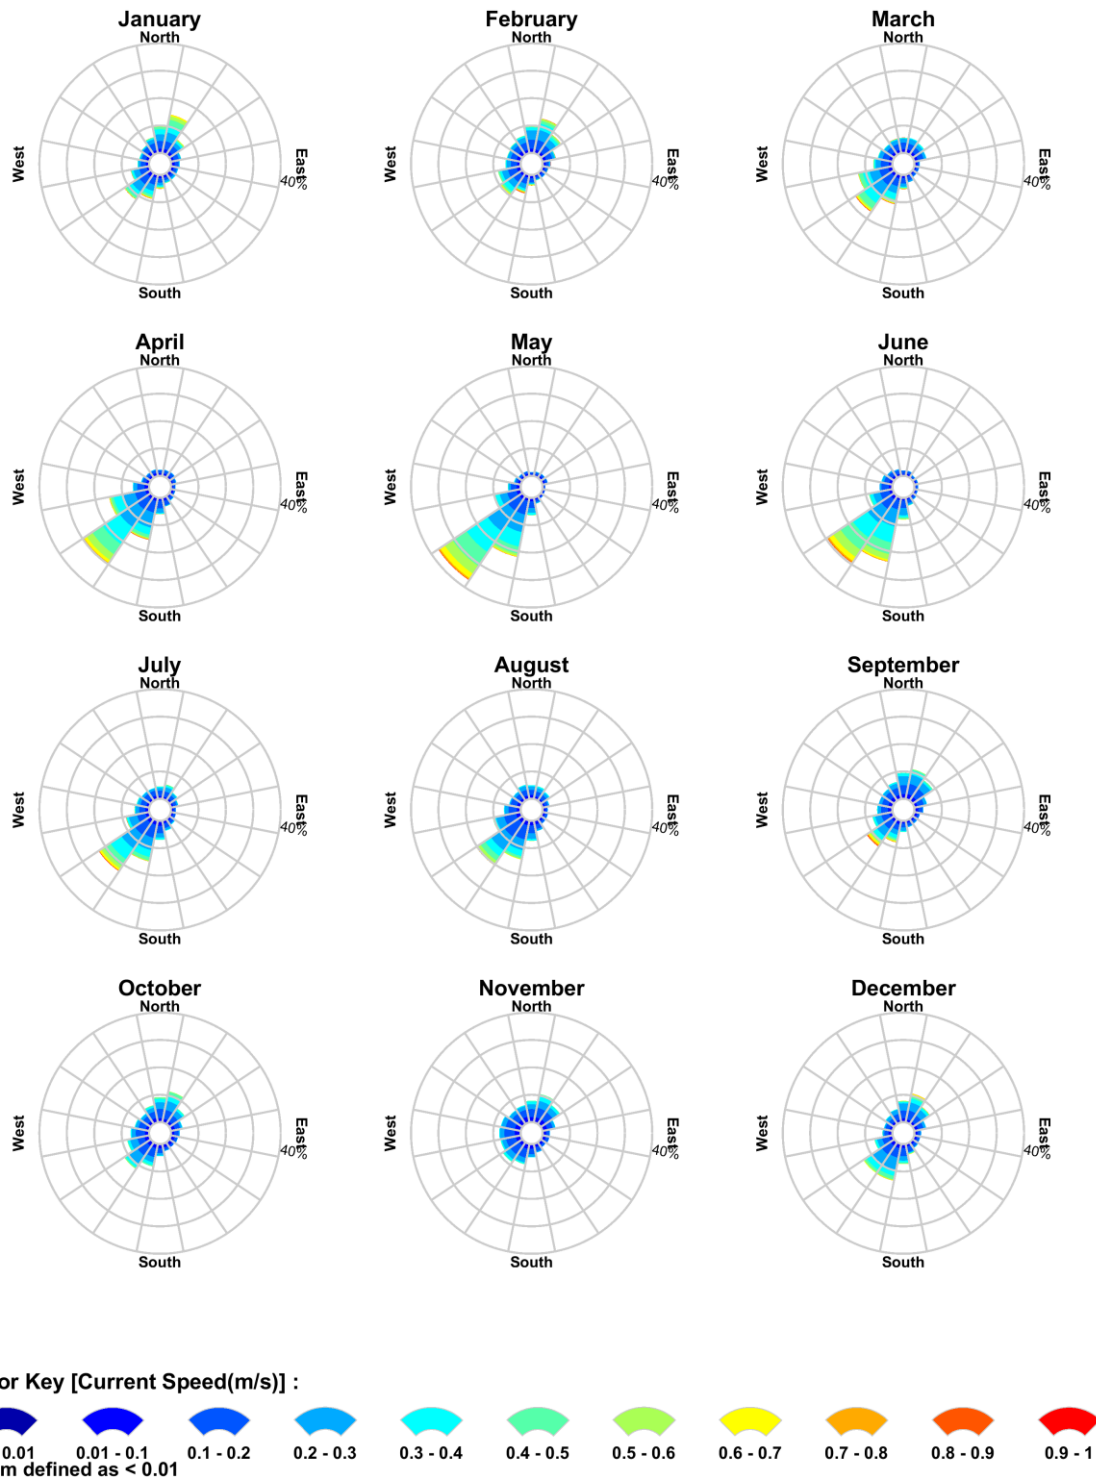 January February March
North North North
West East 40% West East 40% West East 40%
South South South
April May June
North North North
West East 40% West East 40% West East 40%
South South South
July August September
North North North
West East 40% West East 40% West East 40%
South South South
October November December
North North North
West East 40% West East 40% West East 40%
South South South
or Key [Current Speed(m/s)] :
0.01 0.01 - 0.1 0.1 - 0.2 0.2 - 0.3 0.3 - 0.4 0.4 - 0.5 0.5 - 0.6 0.6 - 0.7 0.7 - 0.8 0.8 - 0.9 0.9 - 1
m defined as < 0.01